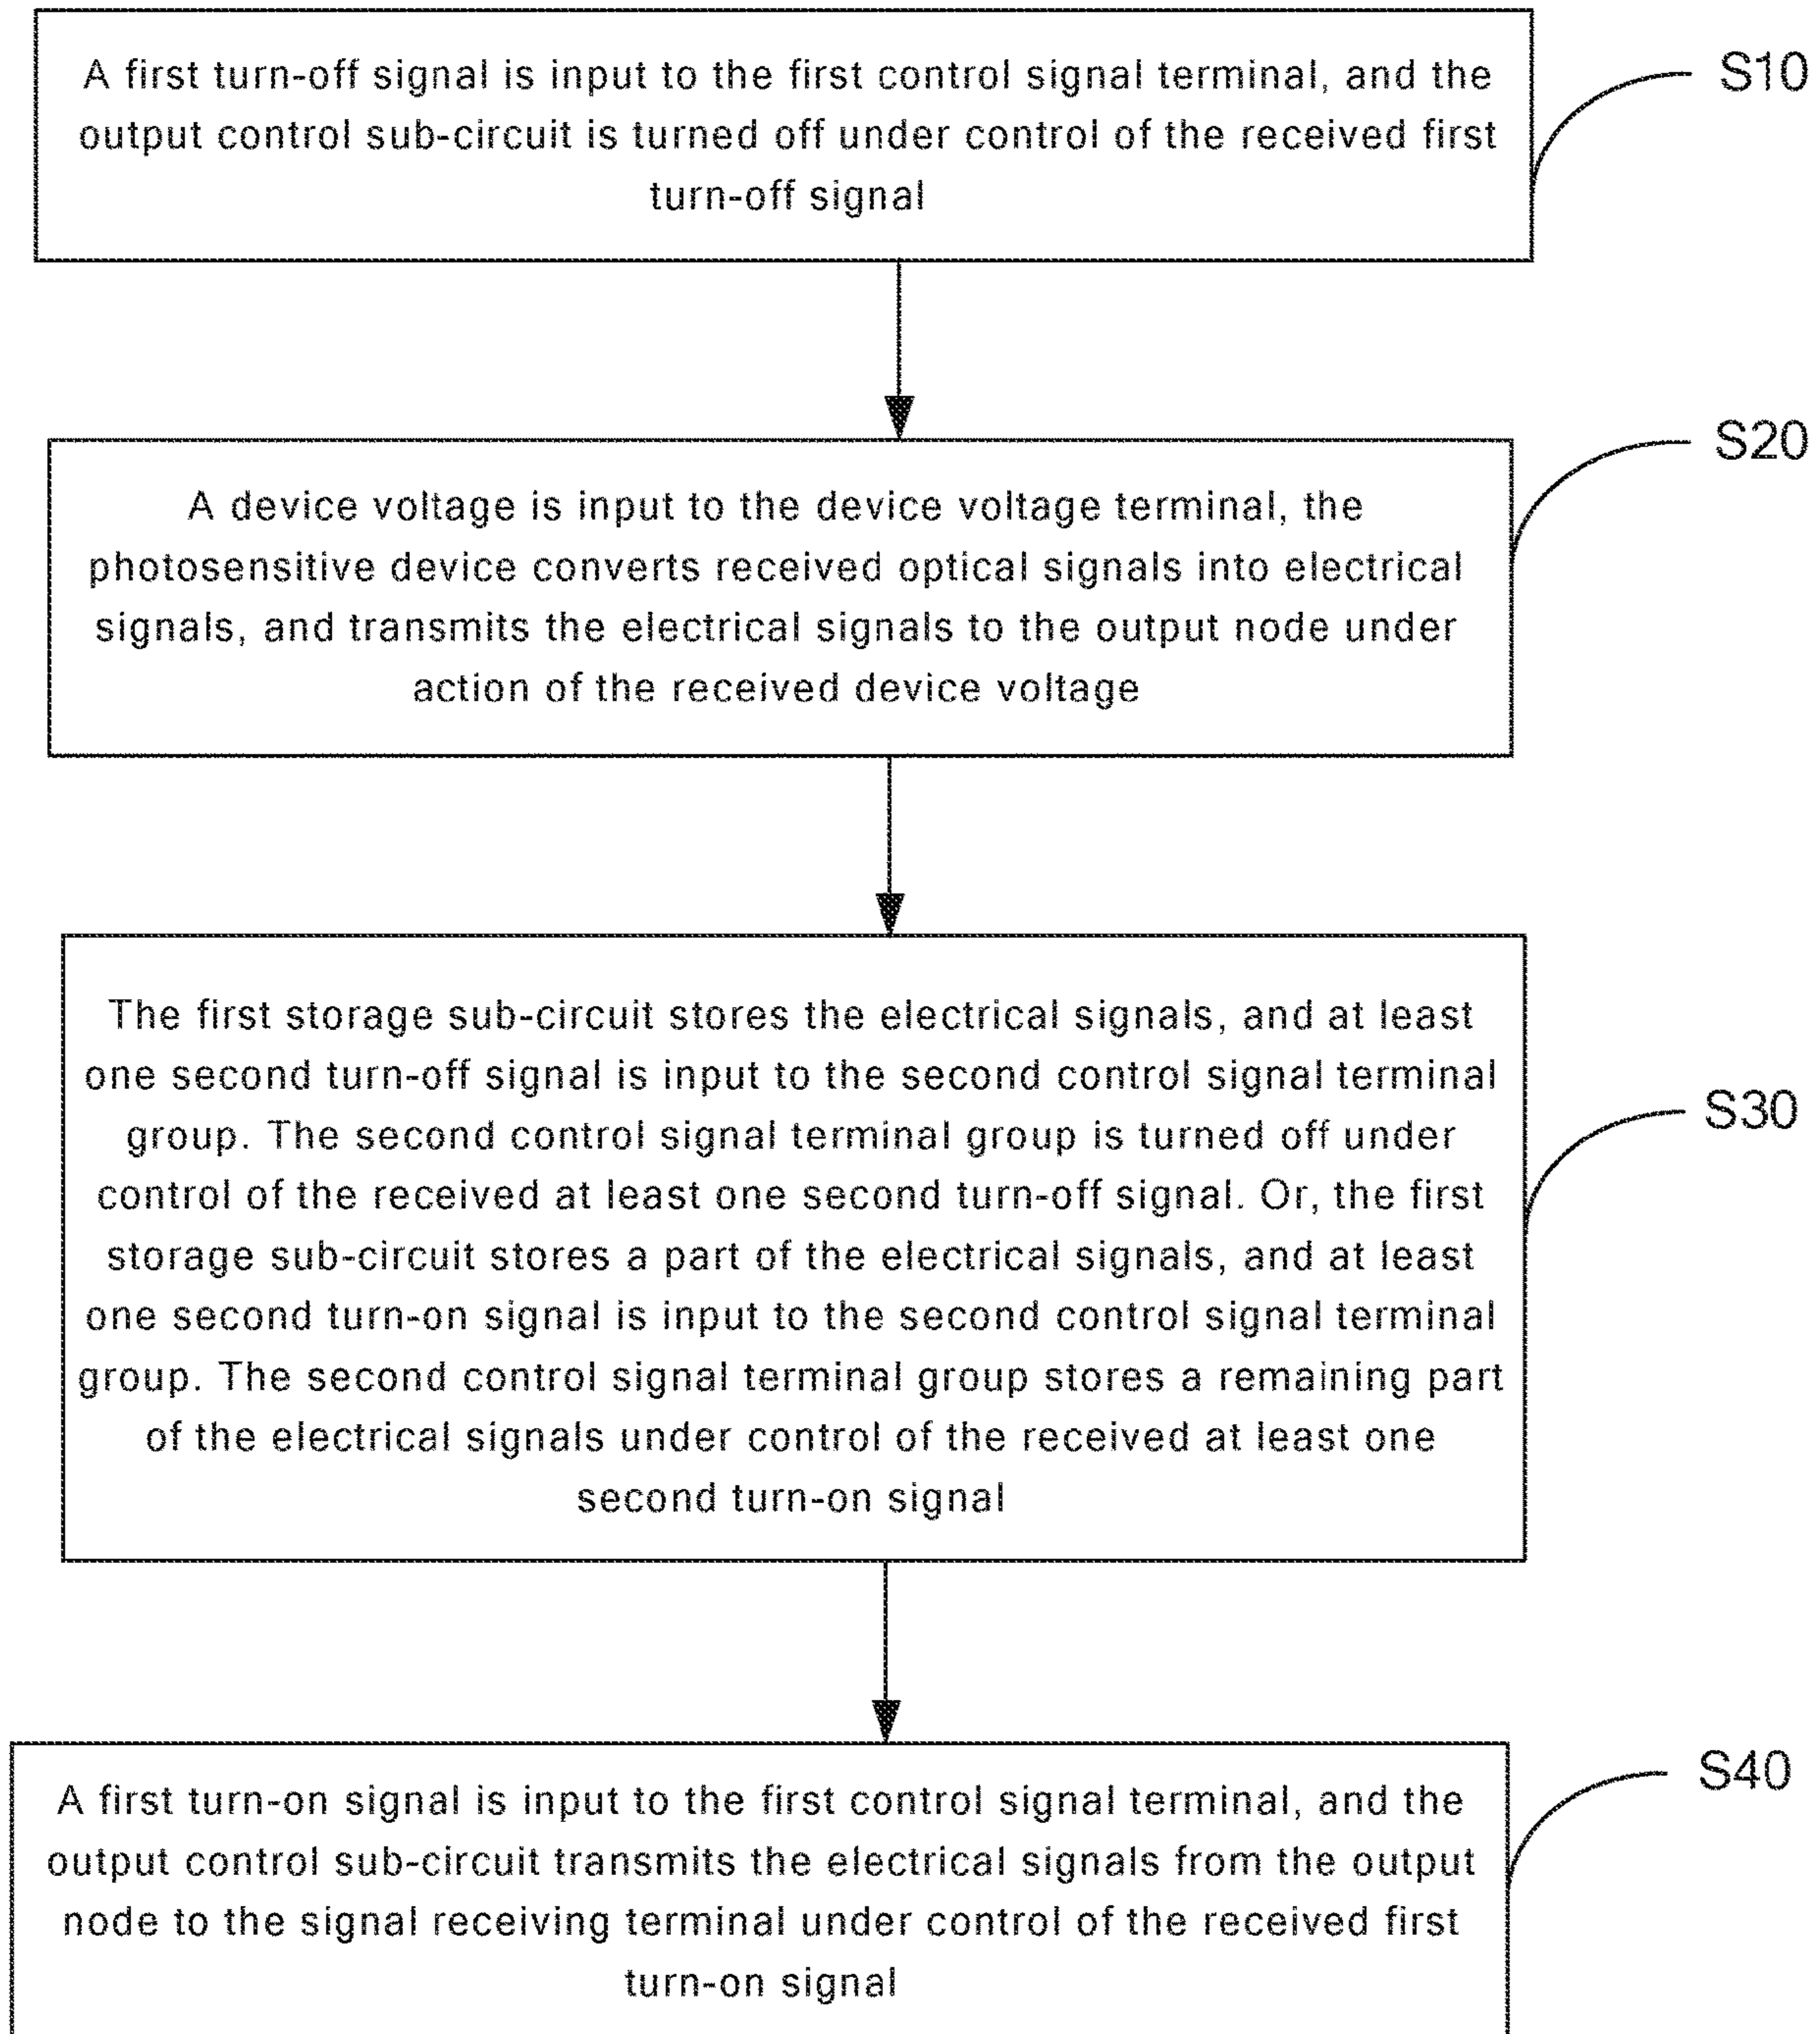 A first turn-off signal is input to the first control signal terminal, and the
output control sub-circuit is turned off under control of the received first
turn-off signal
S10
A device voltage is input to the device voltage terminal, the
photosensitive device converts received optical signals into electrical
signals, and transmits the electrical signals to the output node under
action of the received device voltage
S20
The first storage sub-circuit stores the electrical signals, and at least
one second turn-off signal is input to the second control signal terminal
group. The second control signal terminal group is turned off under
control of the received at least one second turn-off signal. Or, the first
storage sub-circuit stores a part of the electrical signals, and at least
one second turn-on signal is input to the second control signal terminal
group. The second control signal terminal group stores a remaining part
of the electrical signals under control of the received at least one
second turn-on signal
S30
A first turn-on signal is input to the first control signal terminal, and the
output control sub-circuit transmits the electrical signals from the output
node to the signal receiving terminal under control of the received first
turn-on signal
S40